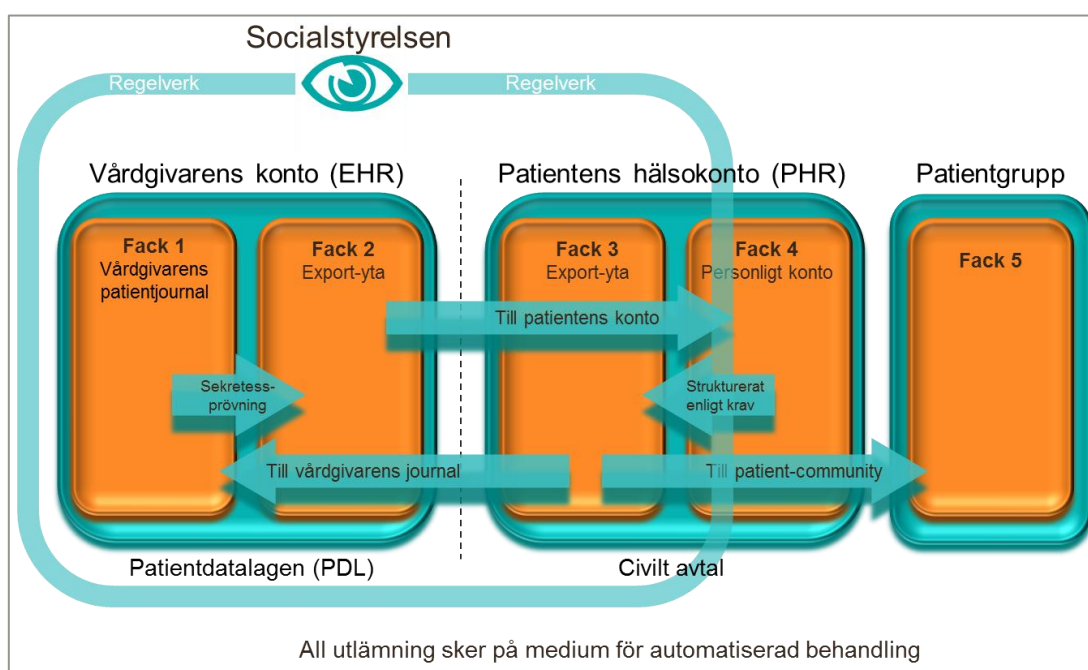 Socialstyrelsen
Regelverk
Regelverk
Vårdgivarens konto (EHR)
Patientens hälsokonto (PHR)
Patientgrupp
Fack 1
Vårdgivarens
patientjournal
Fack 2
Export-yta
Fack 3
Export-yta
Fack 4
Personligt konto
Fack 5
Till patientens konto
Sekretess-
prövning
Strukturerat
enligt krav
Till vårdgivarens journal
Till patient-community
Patientdatalagen (PDL)
Civilt avtal
All utlämning sker på medium för automatiserad behandling